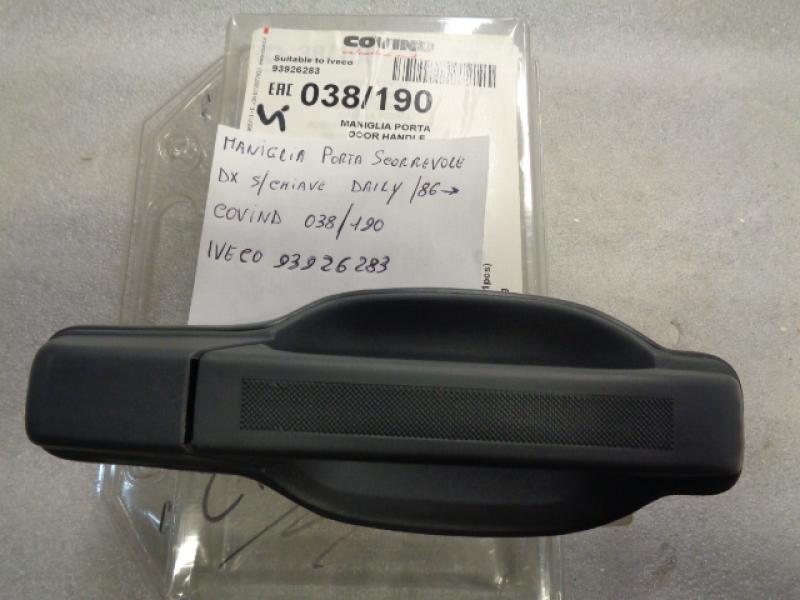 COVIND
Suitable to Iveco
93926283
EAC 038/190
MANIGLIA PORTA
DOOR HANDLE
MANIGLIA PORTA SCORREVOLE
DX S/CHIAVE DAILY /86→
COVIND 038/190
IVECO 93926283
1pcs)